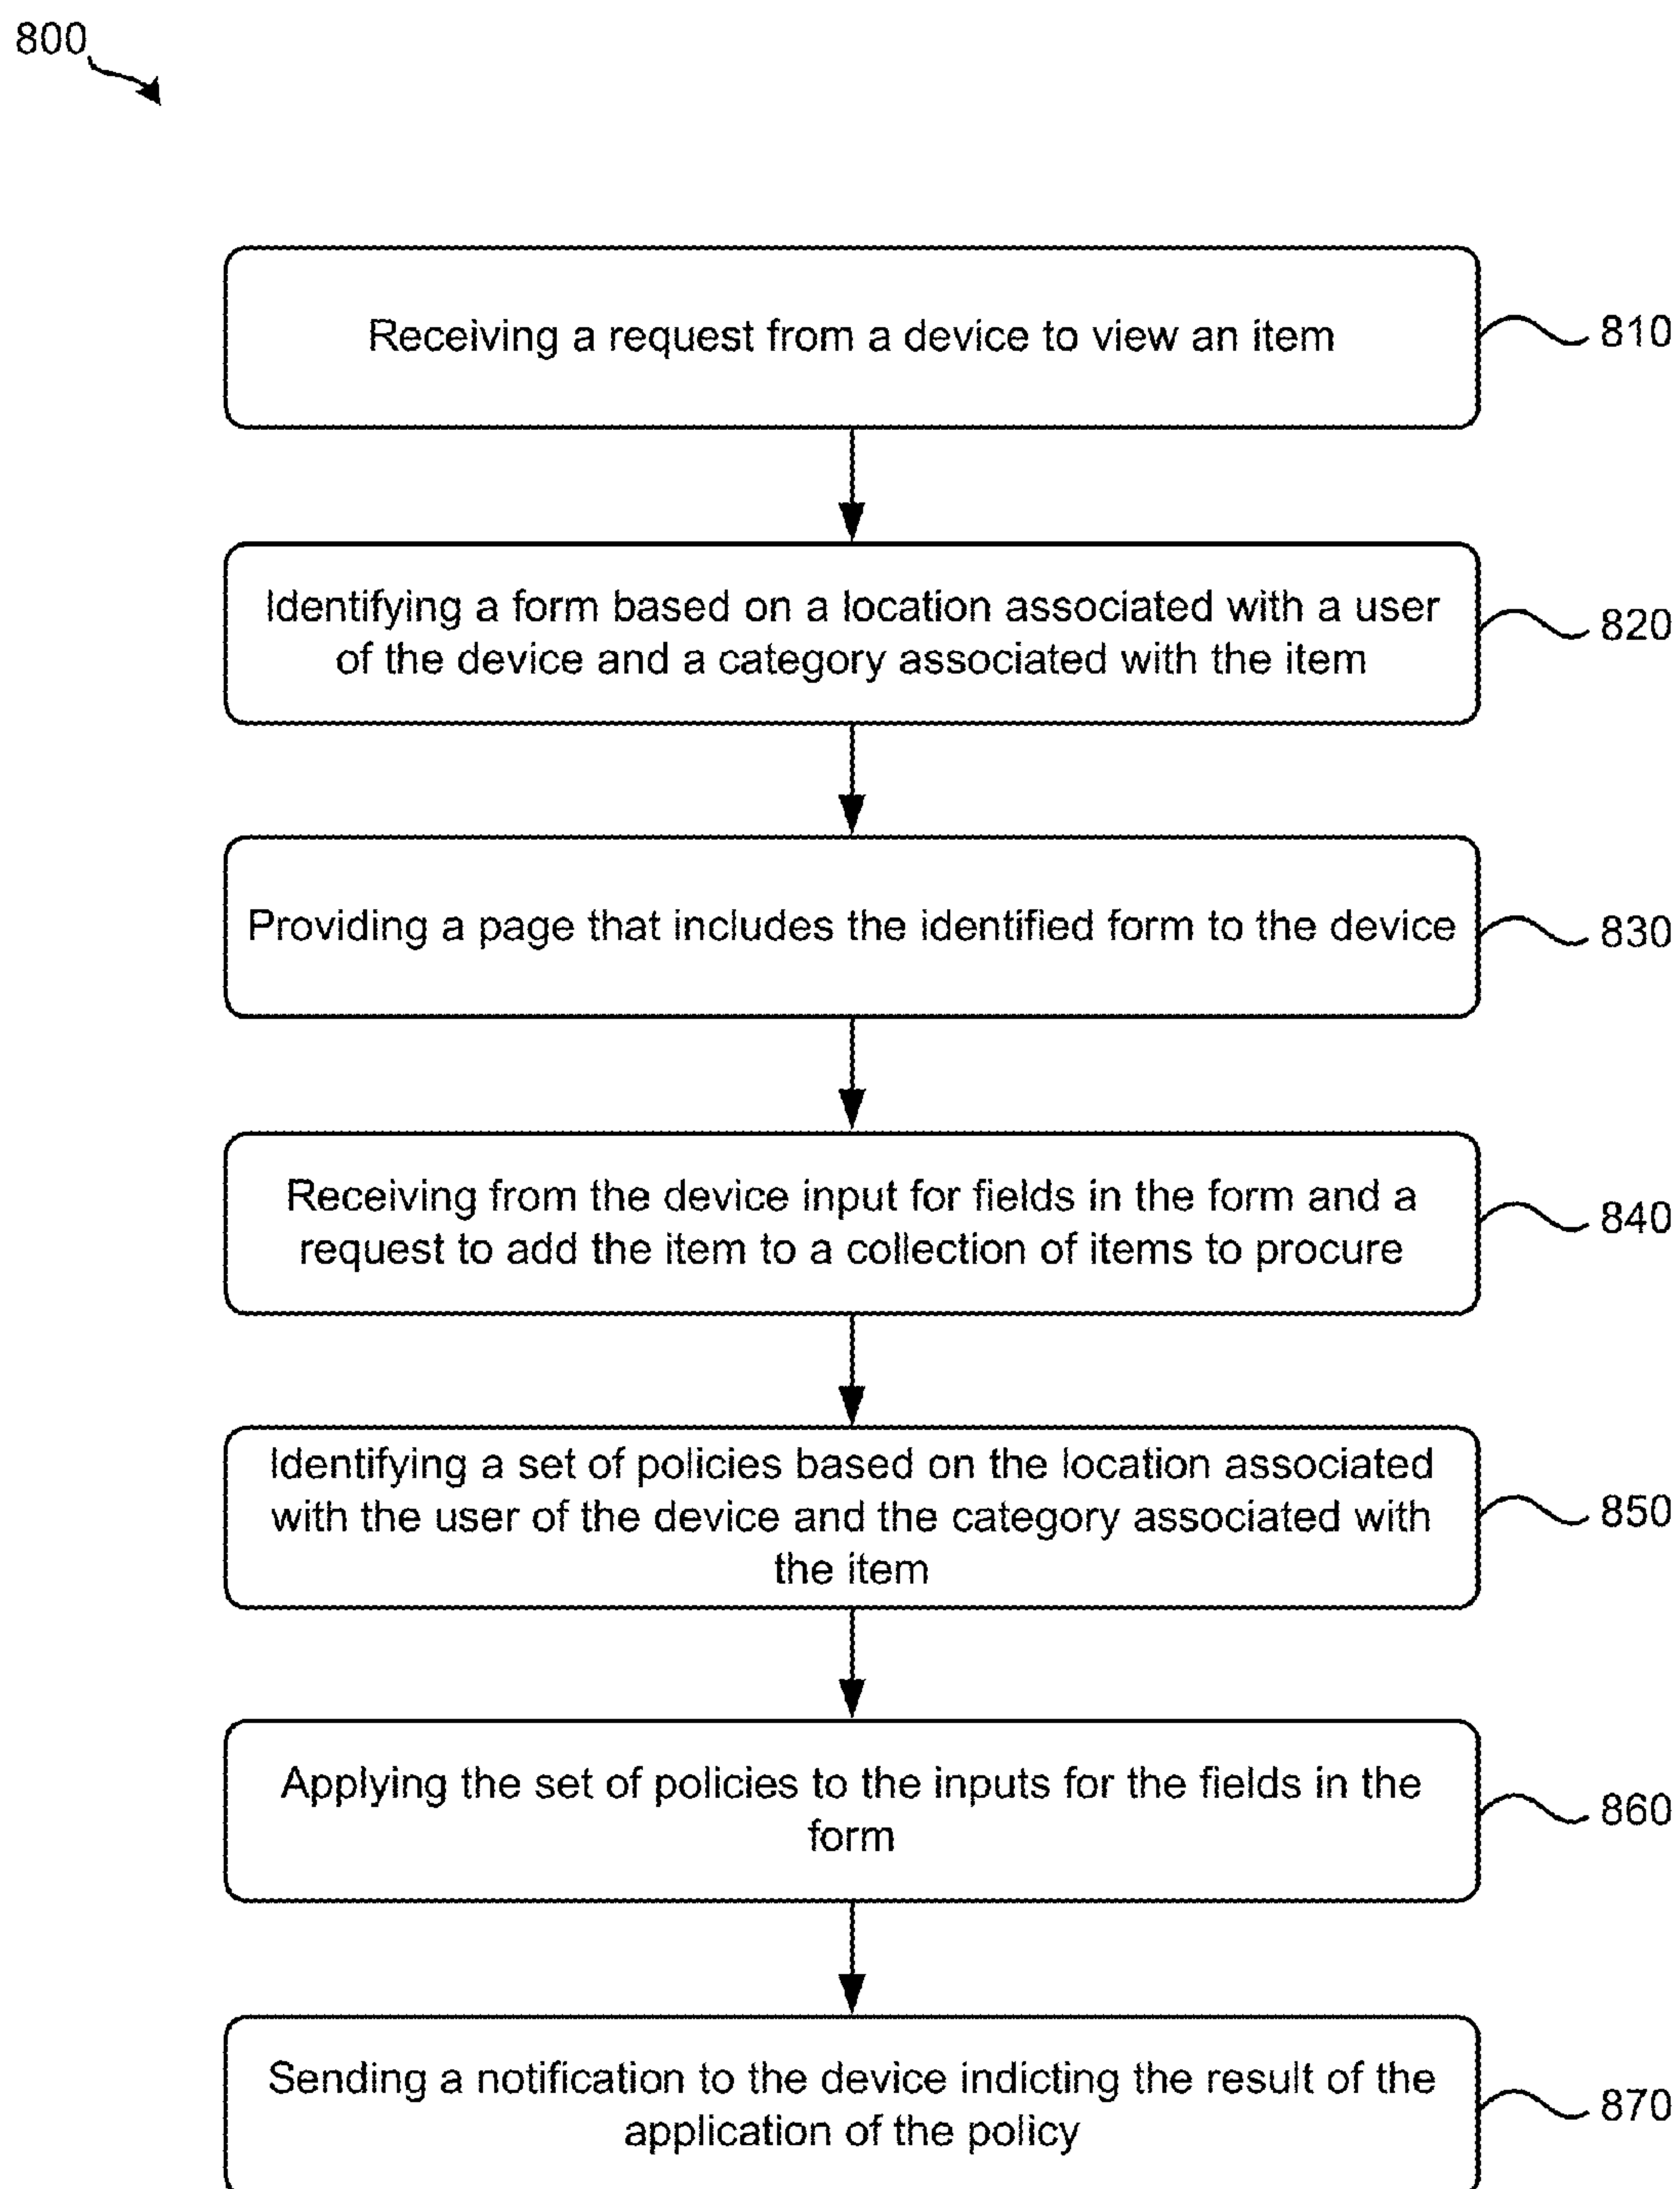 800
Receiving a request from a device to view an item
810
Identifying a form based on a location associated with a user
of the device and a category associated with the item
820
Providing a page that includes the identified form to the device
830
Receiving from the device input for fields in the form and a
request to add the item to a collection of items to procure
840
Identifying a set of policies based on the location associated
with the user of the device and the category associated with
the item
850
Applying the set of policies to the inputs for the fields in the
form
860
Sending a notification to the device indicting the result of the
application of the policy
870